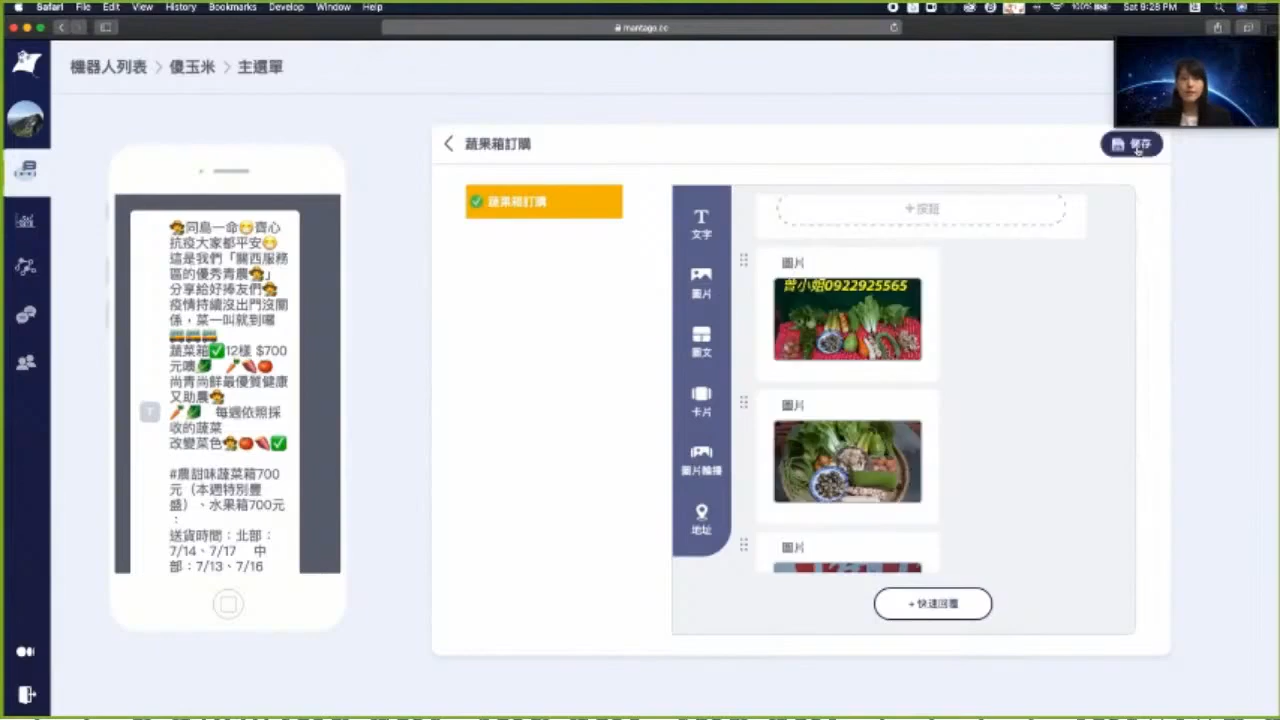 Safari File Edit View History Bookmarks Develop Window Help
100%
Sat 9:28 PM
mantago.cc
機器人列表 > 傻玉米 > 主選單
蔬果箱訂購
儲存
蔬果箱訂購
同島一命 齊心
抗疫大家都平安
這是我們「關西服務
區的優秀青農 」
分享給好捧友們
疫情持續沒出門沒關
係，菜一叫就到囉
蔬菜箱✅12樣 $700
元噢
尚青尚鮮最優質健康
又助農
每週依照採
收的蔬菜
改變菜色
#農甜味蔬菜箱700
元（本週特別豐
盛）、水果箱700元
：
送貨時間：北部：
7/14、7/17 中
部：7/13、7/16
T
文字
圖片
圖文
卡片
圖片輪播
地址
+ 按鈕
圖片
曾小姐0922925565
圖片
圖片
+ 快速回覆